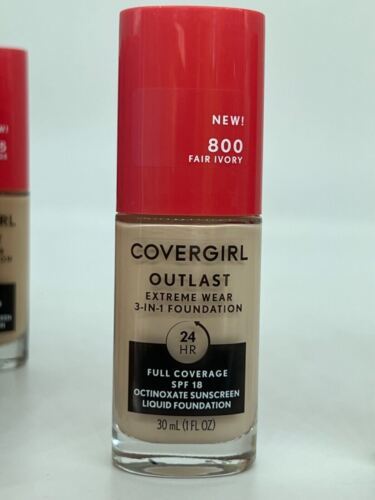 NEW!
800
FAIR IVORY
COVERGIRL
OUTLAST
EXTREME WEAR
3-IN-1 FOUNDATION
24
HR
FULL COVERAGE
SPF 18
OCTINOXATE SUNSCREEN
LIQUID FOUNDATION
30 mL (1 FL OZ)